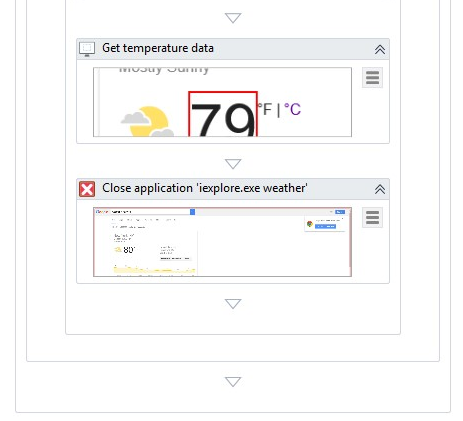 Get temperature data
Mostly Sunny
79 °F | °C
Close application 'iexplore.exe weather'
80°